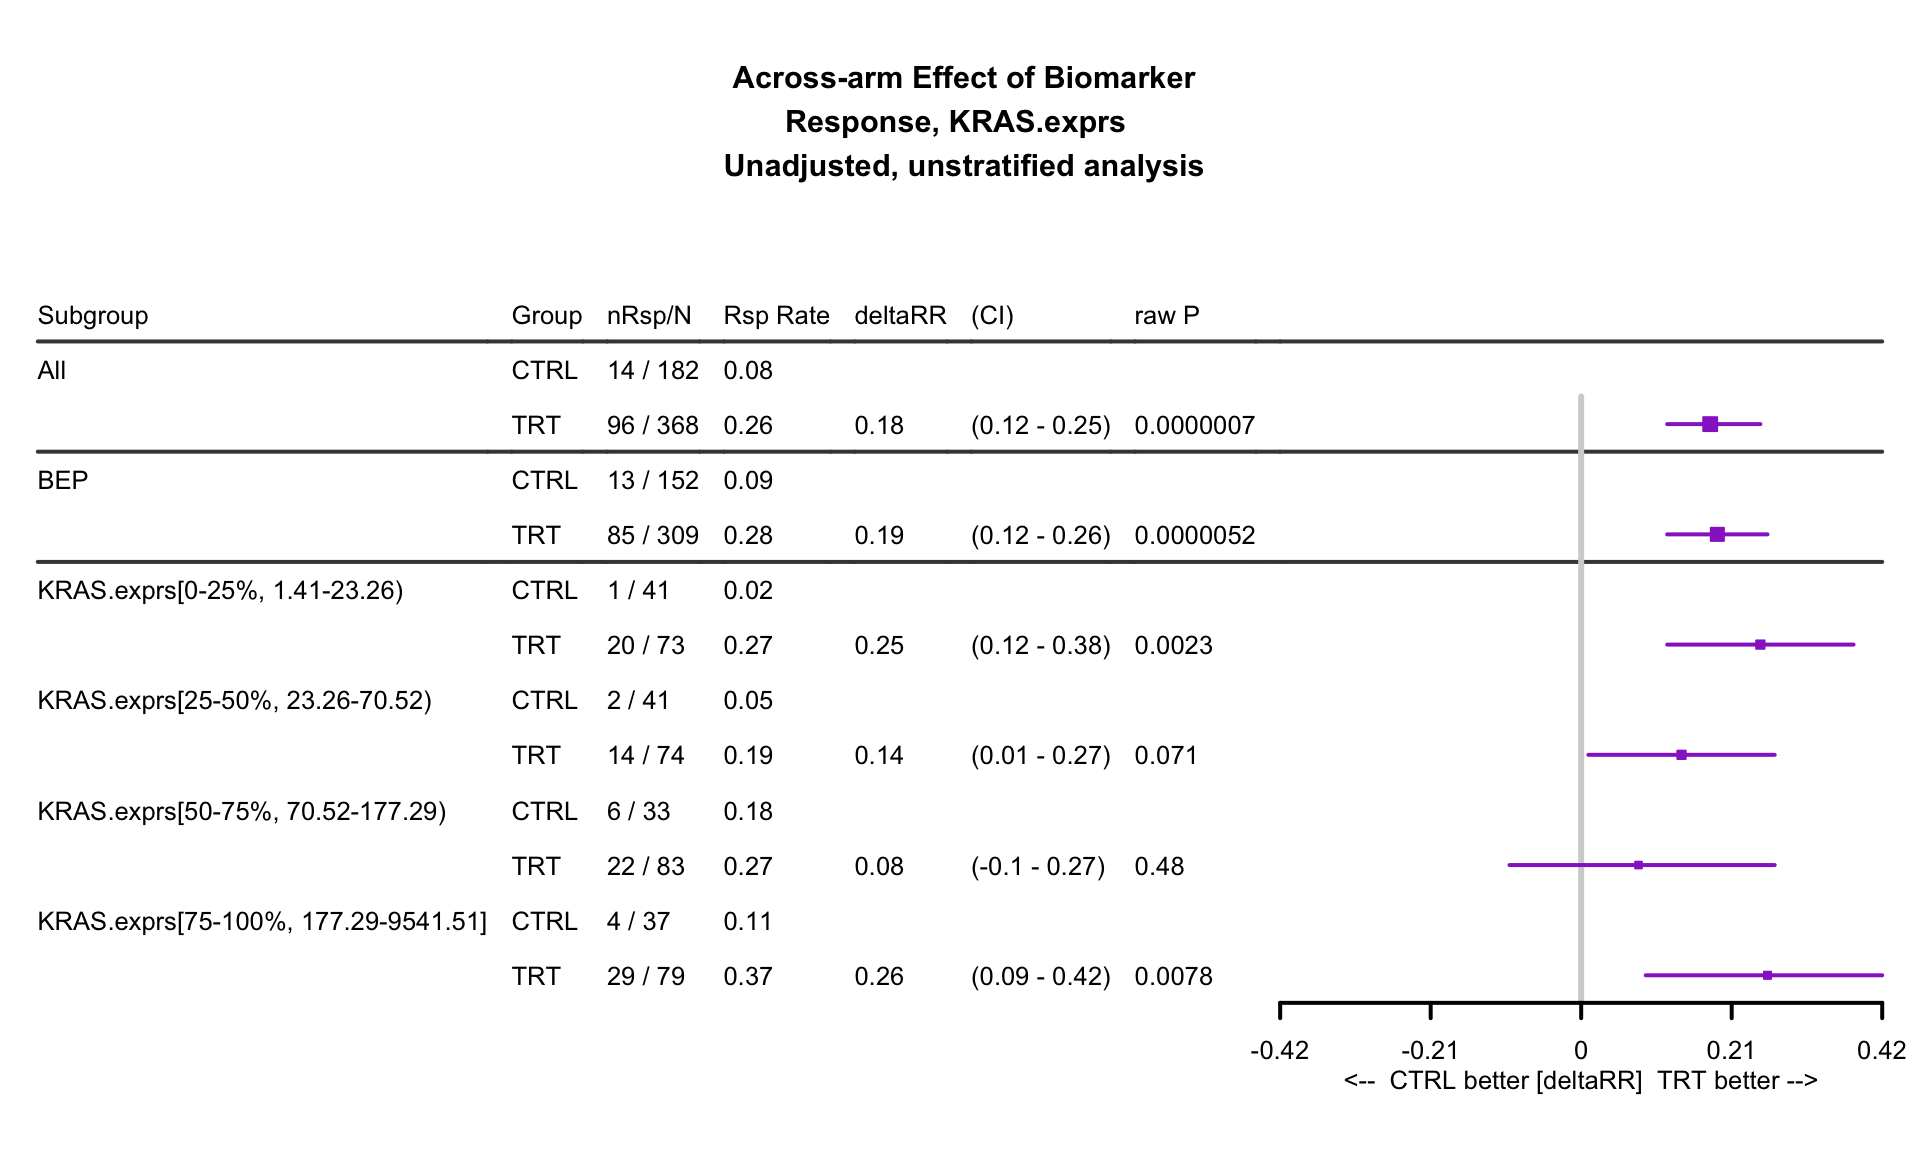 Across-arm Effect of Biomarker
Response, KRAS.exprs
Unadjusted, unstratified analysis
Subgroup Group nRsp/N Rsp Rate deltaRR (CI) raw P
All CTRL 14 / 182 0.08
TRT 96 / 368 0.26 0.18 (0.12 - 0.25) 0.0000007
BEP CTRL 13 / 152 0.09
TRT 85 / 309 0.28 0.19 (0.12 - 0.26) 0.0000052
KRAS.exprs[0-25%, 1.41-23.26) CTRL 1 / 41 0.02
TRT 20 / 73 0.27 0.25 (0.12 - 0.38) 0.0023
KRAS.exprs[25-50%, 23.26-70.52) CTRL 2 / 41 0.05
TRT 14 / 74 0.19 0.14 (0.01 - 0.27) 0.071
KRAS.exprs[50-75%, 70.52-177.29) CTRL 6 / 33 0.18
TRT 22 / 83 0.27 0.08 (-0.1 - 0.27) 0.48
KRAS.exprs[75-100%, 177.29-9541.51] CTRL 4 / 37 0.11
TRT 29 / 79 0.37 0.26 (0.09 - 0.42) 0.0078
-0.42 -0.21 0 0.21 0.42
<-- CTRL better [deltaRR] TRT better -->